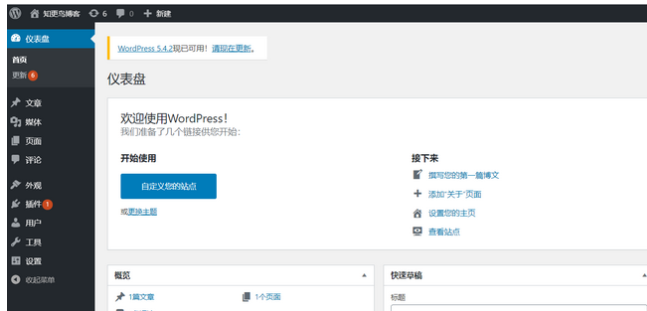 知更鸟博客 6 0 新建
仪表盘
首页
更新 6
文章
媒体
页面
评论
外观
插件 1
用户
工具
设置
收起菜单
WordPress 5.4.2现已可用！请现在更新。
仪表盘
欢迎使用WordPress！
我们准备了几个链接供您开始：
开始使用
自定义您的站点
或更换主题
接下来
撰写您的第一篇博文
添加“关于”页面
设置您的主页
查看站点
概览
1篇文章
1个页面
快速草稿
标题